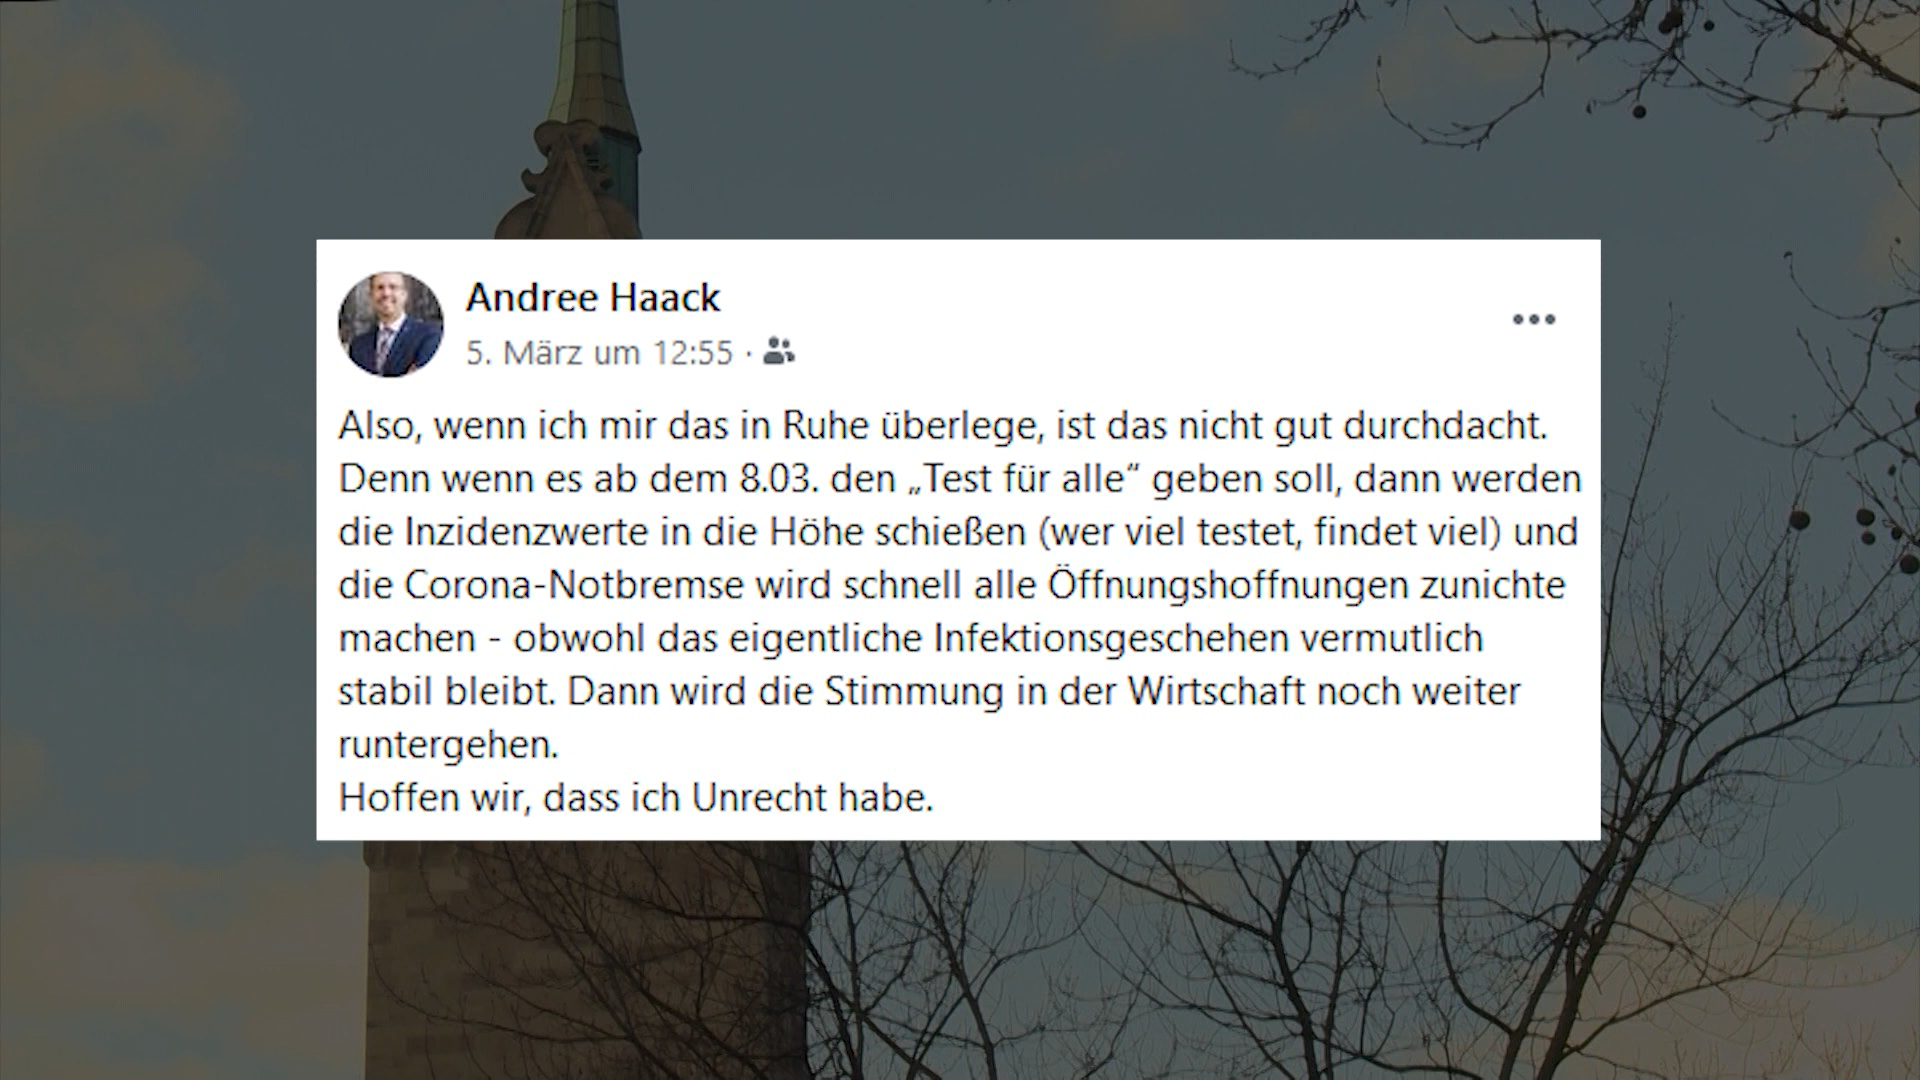 Andree Haack
5. März um 12:55 ·
Also, wenn ich mir das in Ruhe überlege, ist das nicht gut durchdacht.
Denn wenn es ab dem 8.03. den „Test für alle“ geben soll, dann werden
die Inzidenzwerte in die Höhe schießen (wer viel testet, findet viel) und
die Corona-Notbremse wird schnell alle Öffnungshoffnungen zunichte
machen - obwohl das eigentliche Infektionsgeschehen vermutlich
stabil bleibt. Dann wird die Stimmung in der Wirtschaft noch weiter
runtergehen.
Hoffen wir, dass ich Unrecht habe.